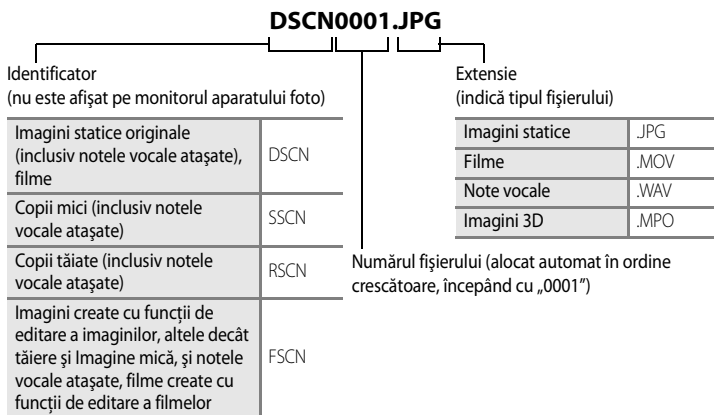 DSCN0001.JPG
Identificator
(nu este afişat pe monitorul aparatului foto)
Imagini statice originale
(inclusiv notele vocale ataşate),
filme
DSCN
Copii mici (inclusiv notele
vocale ataşate)
SSCN
Copii tăiate (inclusiv notele
vocale ataşate)
RSCN
Imagini create cu funcţii de
editare a imaginilor, altele decât
tăiere şi Imagine mică, şi notele
vocale ataşate, filme create cu
funcţii de editare a filmelor
FSCN
Extensie
(indică tipul fişierului)
Imagini statice .JPG
Filme .MOV
Note vocale .WAV
Imagini 3D .MPO
Numărul fişierului (alocat automat în ordine
crescătoare, începând cu „0001”)